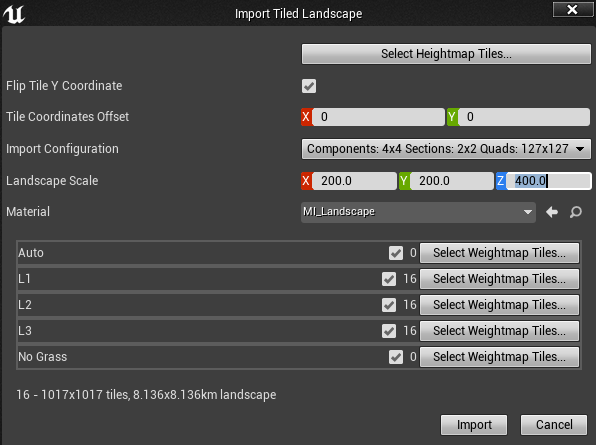 Import Tiled Landscape
Select Heightmap Tiles...
Flip Tile Y Coordinate
Tile Coordinates Offset X 0 Y 0
Import Configuration Components: 4x4 Sections: 2x2 Quads: 127x127
Landscape Scale X 200.0 Y 200.0 Z 400.0
Material MI_Landscape
Auto 0 Select Weightmap Tiles...
L1 16 Select Weightmap Tiles...
L2 16 Select Weightmap Tiles...
L3 16 Select Weightmap Tiles...
No Grass 0 Select Weightmap Tiles...
16 - 1017x1017 tiles, 8.136x8.136km landscape
Import Cancel